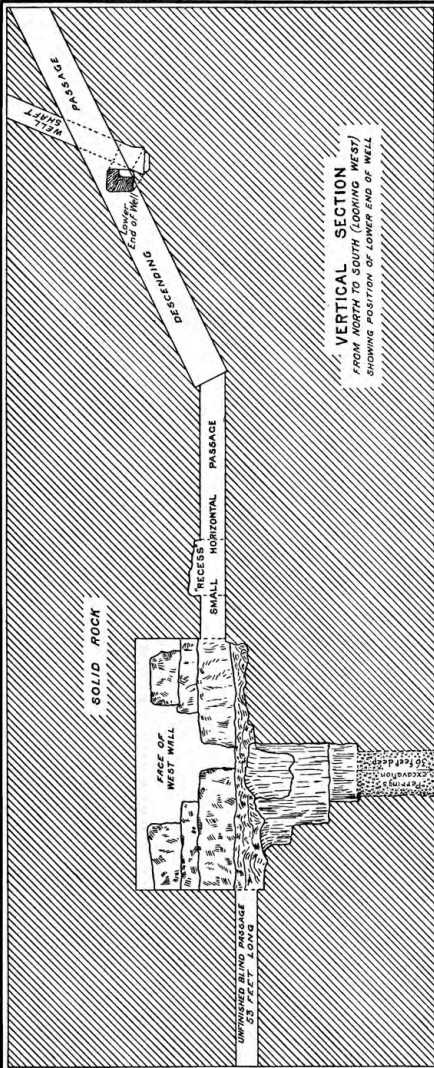 PASSAGE
WELL
SHAFT
Lower
End of Well
DESCENDING
VERTICAL SECTION
FROM NORTH TO SOUTH (LOOKING WEST)
SHOWING POSITION OF LOWER END OF WELL
SMALL HORIZONTAL PASSAGE
"RECESS"
SOLID ROCK
FACE OF
WEST WALL
Perring's
excavation
36 feet deep
UNFINISHED BLIND PASSAGE
53 FEET LONG